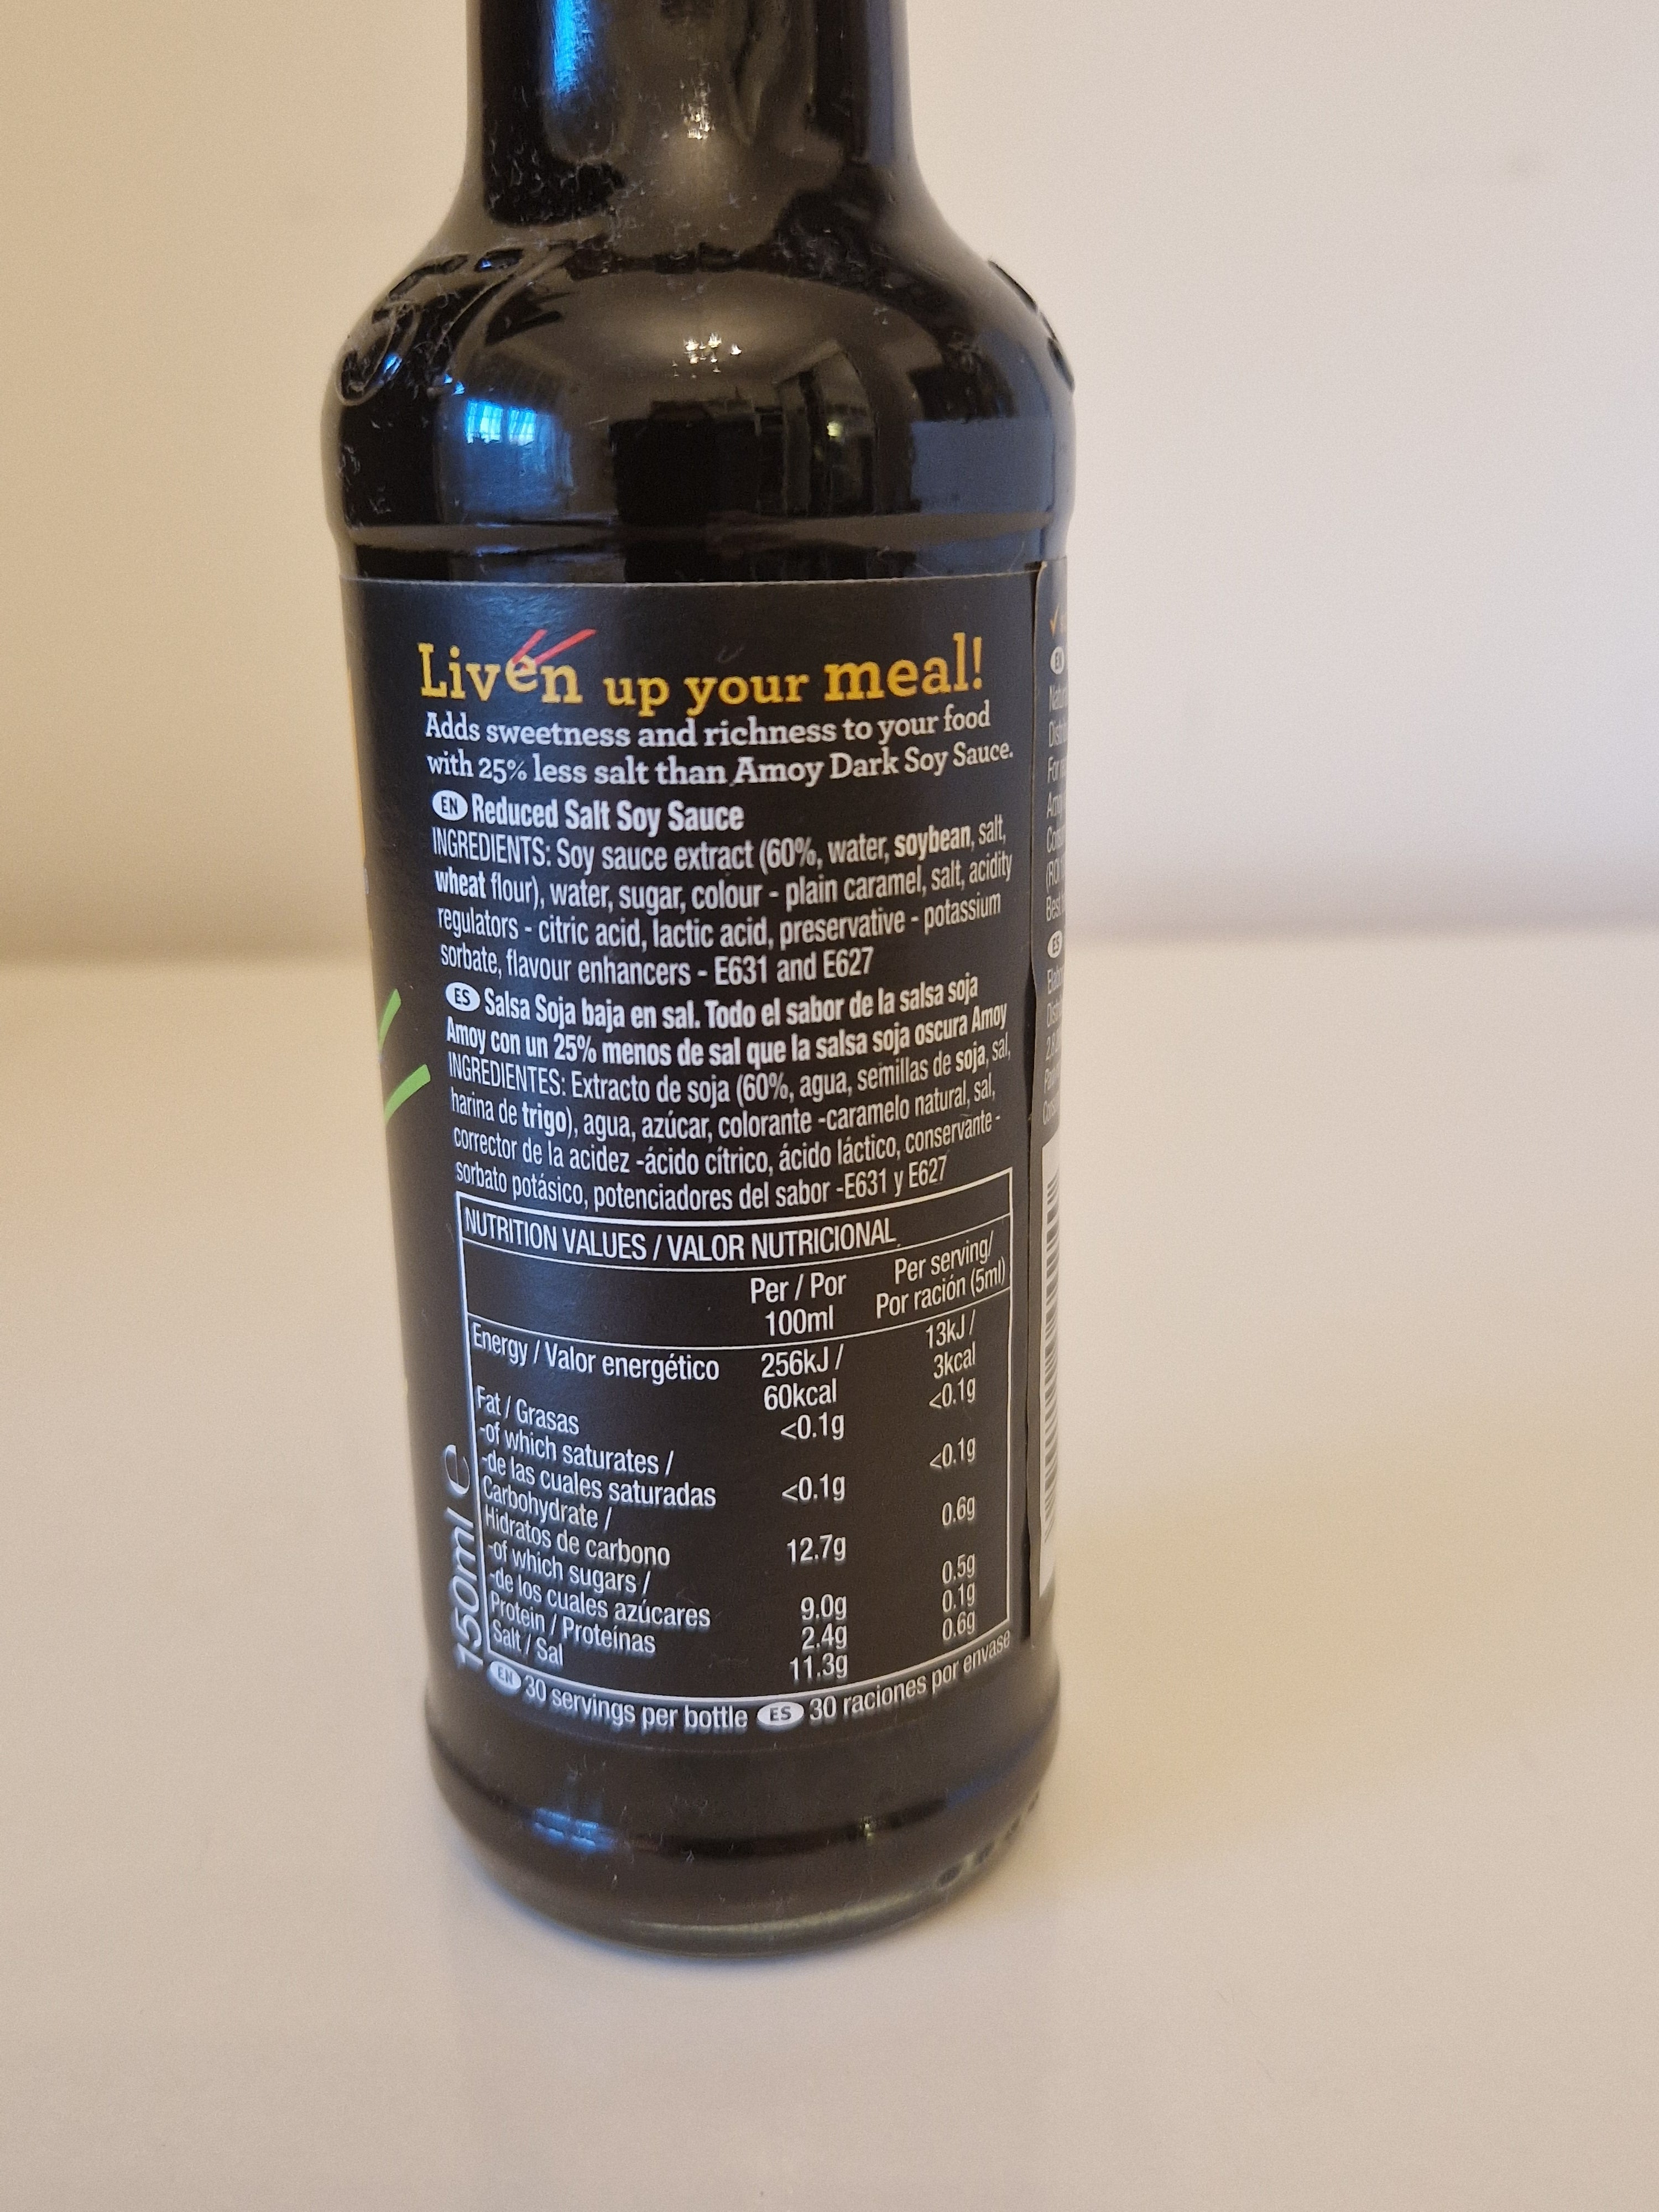 Liven up your meal!
Adds sweetness and richness to your food
with 25% less salt than Amoy Dark Soy Sauce.
EN Reduced Salt Soy Sauce
INGREDIENTS: Soy sauce extract (60%, water, soybean, salt,
wheat flour), water, sugar, colour - plain caramel, salt, acidity
regulators - citric acid, lactic acid, preservative - potassium
sorbate, flavour enhancers - E631 and E627
ES Salsa Soja baja en sal. Todo el sabor de la salsa soja
Amoy con un 25% menos de sal que la salsa soja oscura Amoy
INGREDIENTES: Extracto de soja (60%, agua, semillas de soja, sal,
harina de trigo), agua, azúcar, colorante -caramelo natural, sal,
corrector de la acidez -ácido cítrico, ácido láctico, conservante -
sorbato potásico, potenciadores del sabor -E631 y E627
NUTRITION VALUES / VALOR NUTRICIONAL
Per / Por Per serving/
100ml Por ración (5ml)
Energy / Valor energético 256kJ / 13kJ /
60kcal 3kcal
Fat / Grasas <0.1g <0.1g
-of which saturates /
-de las cuales saturadas <0.1g <0.1g
Carbohydrate /
Hidratos de carbono 12.7g 0.6g
-of which sugars /
-de los cuales azúcares 9.0g 0.5g
Protein / Proteínas 2.4g 0.1g
Salt / Sal 11.3g 0.6g
EN 30 servings per bottle ES 30 raciones por envase
150ml e
EN
ES